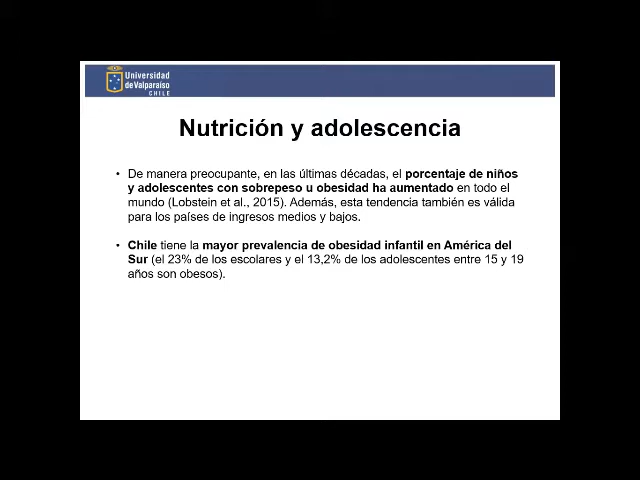 Universidad
de Valparaíso
CHILE
Nutrición y adolescencia
• De manera preocupante, en las últimas décadas, el porcentaje de niños
y adolescentes con sobrepeso u obesidad ha aumentado en todo el
mundo (Lobstein et al., 2015). Además, esta tendencia también es válida
para los países de ingresos medios y bajos.
• Chile tiene la mayor prevalencia de obesidad infantil en América del
Sur (el 23% de los escolares y el 13,2% de los adolescentes entre 15 y 19
años son obesos).